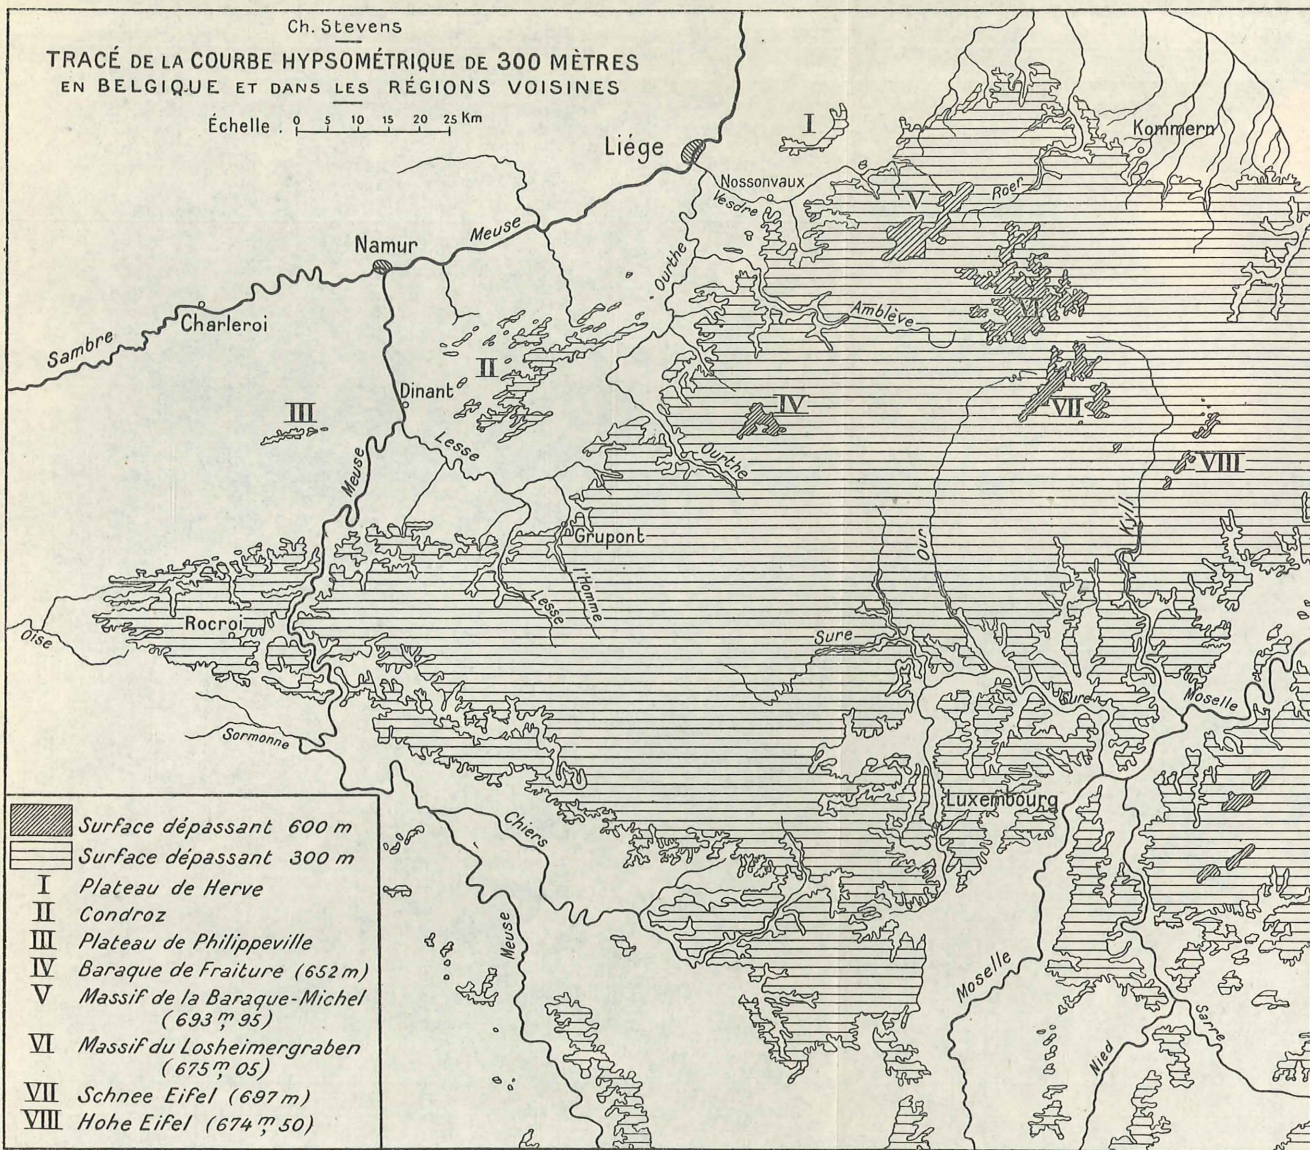 Ch. Stevens
TRACÉ DE LA COURBE HYPSOMÉTRIQUE DE 300 MÈTRES
EN BELGIQUE ET DANS LES RÉGIONS VOISINES
Échelle. 0 5 10 15 20 25 Km
I
Liége
Kommern
Nossonvaux
V
Roer
Vesdre
Meuse
Namur
Ourthe
VI
Charleroi
Amblève
Sambre
II
Dinant
III
IV
VII
Lesse
Ourthe
VIII
Meuse
Grupont
Our
Kyll
l'Homme
Lesse
Rocroi
Oise
Sure
Sure
Moselle
Sormonne
Luxembourg
Chiers
Meuse
Moselle
Nied
Sarre
Surface dépassant 600 m
Surface dépassant 300 m
I Plateau de Herve
II Condroz
III Plateau de Philippeville
IV Baraque de Fraiture (652 m)
V Massif de la Baraque-Michel
(693 m, 95)
VI Massif du Losheimergraben
(675 m, 05)
VII Schnee Eifel (697 m)
VIII Hohe Eifel (674 m, 50)